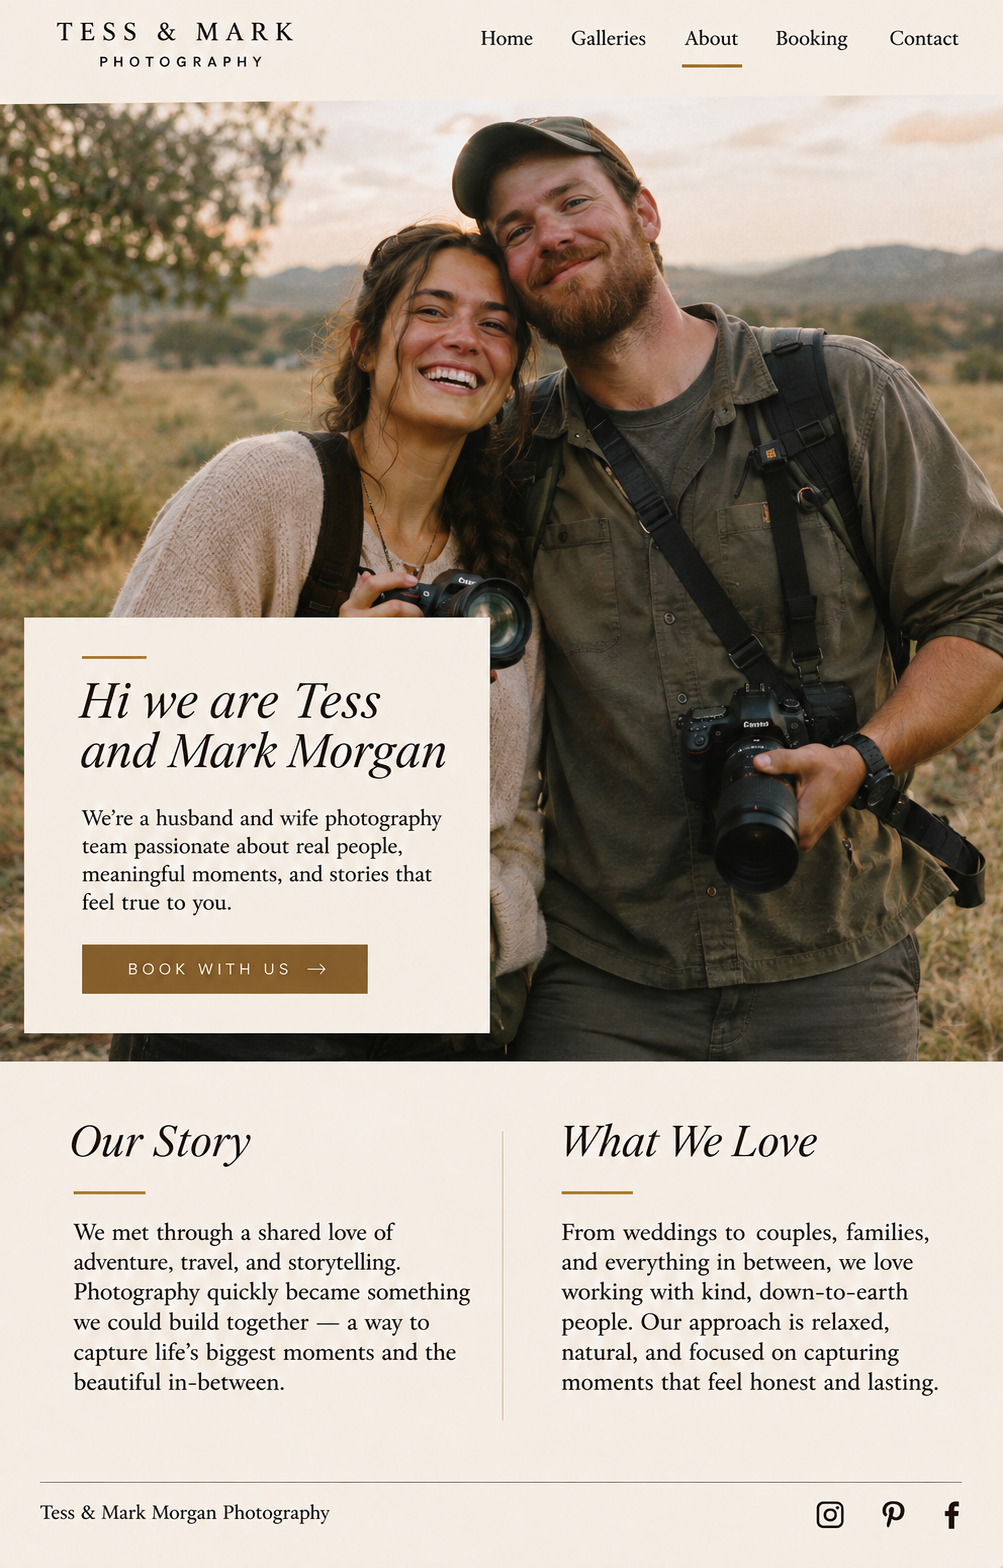 TESS & MARK
PHOTOGRAPHY
Home Galleries About Booking Contact
Canon
Hi we are Tess
and Mark Morgan
We’re a husband and wife photography
team passionate about real people,
meaningful moments, and stories that
feel true to you.
BOOK WITH US →
Our Story
We met through a shared love of
adventure, travel, and storytelling.
Photography quickly became something
we could build together — a way to
capture life’s biggest moments and the
beautiful in-between.
What We Love
From weddings to couples, families,
and everything in between, we love
working with kind, down-to-earth
people. Our approach is relaxed,
natural, and focused on capturing
moments that feel honest and lasting.
Tess & Mark Morgan Photography